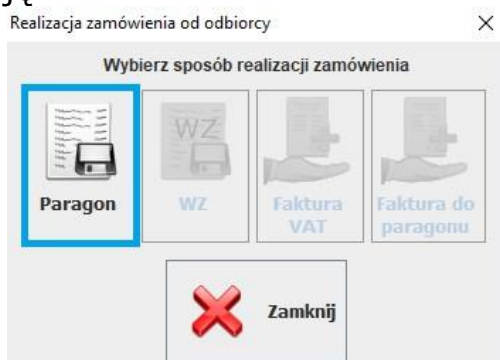 Realizacja zamówienia od odbiorcy
Wybierz sposób realizacji zamówienia
WZ
Paragon
WZ
Faktura VAT
Faktura do paragonu
Zamknij